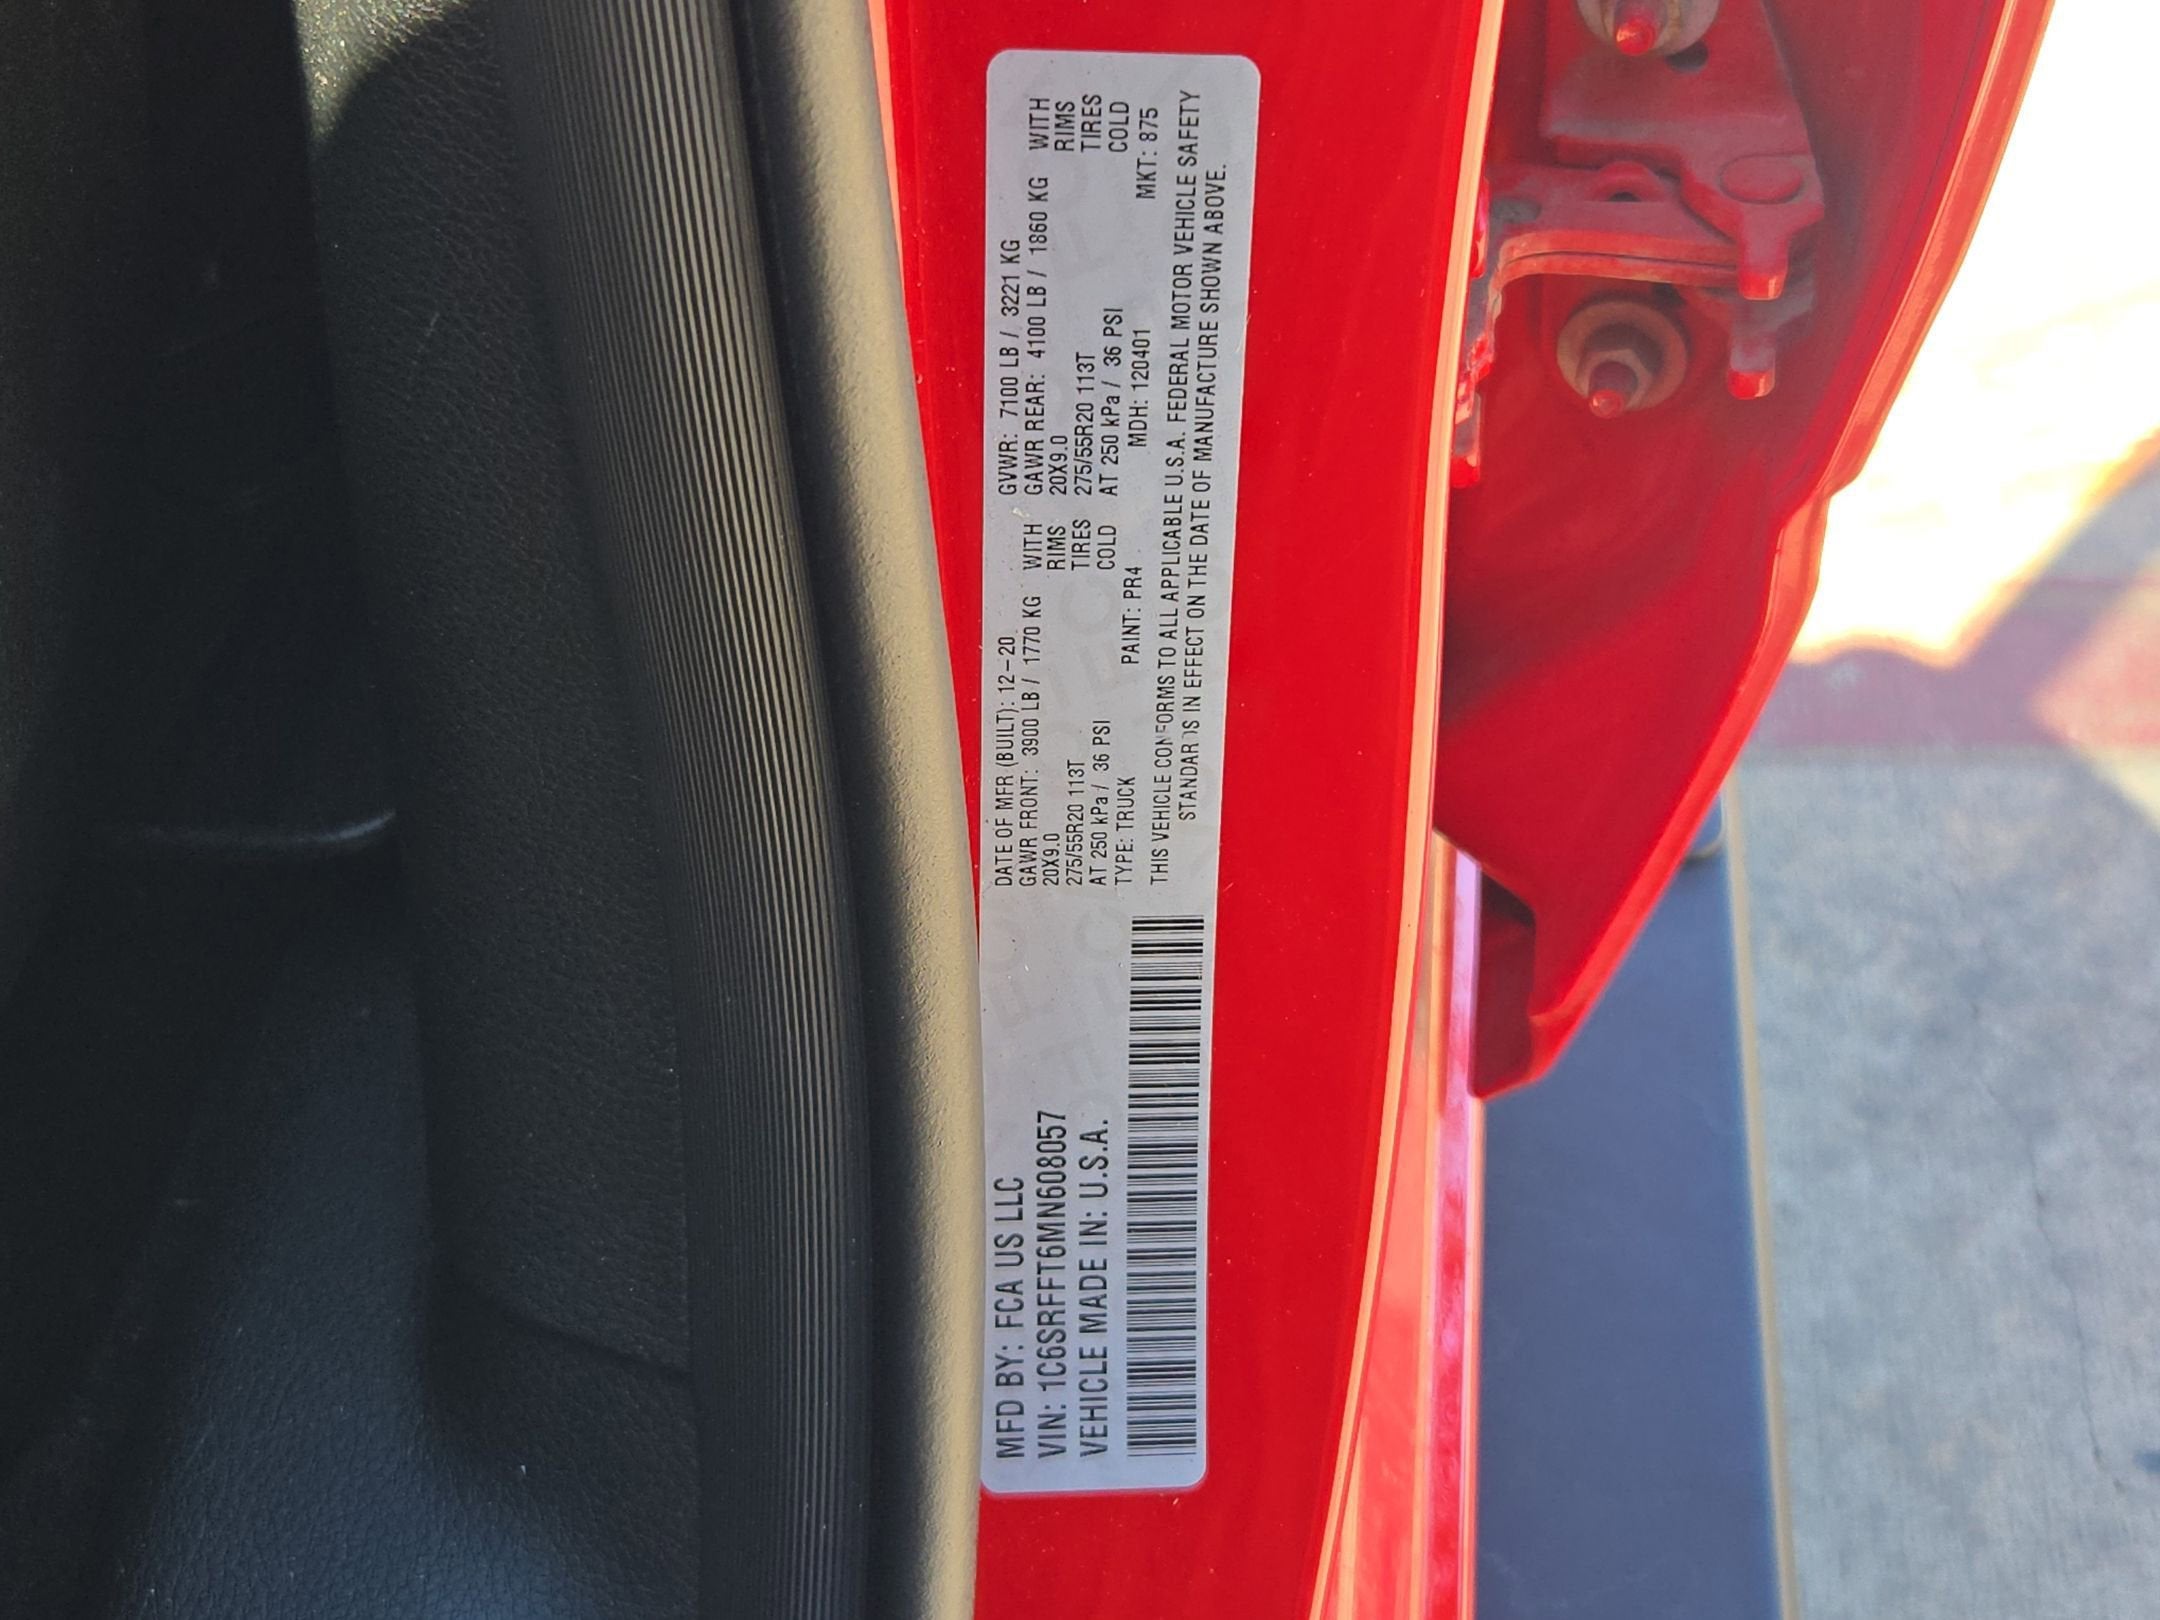 MFD BY: FCA US LLC
VIN: 1C6SRFFT6MN608057
VEHICLE MADE IN: U.S.A.
DATE OF MFR (BUILT): 12-20 GVWR: 7100 LB / 3221 KG
GAWR FRONT: 3900 LB / 1770 KG WITH GAWR REAR: 4100 LB / 1860 KG WITH
20X9.0 RIMS 20X9.0 RIMS
275/55R20 113T TIRES 275/55R20 113T TIRES
AT 250 kPa / 36 PSI COLD AT 250 kPa / 36 PSI COLD
TYPE: TRUCK PAINT: PR4 MDH: 120401 MKT: 875
THIS VEHICLE CONFORMS TO ALL APPLICABLE U.S.A. FEDERAL MOTOR VEHICLE SAFETY
STANDARDS IN EFFECT ON THE DATE OF MANUFACTURE SHOWN ABOVE.